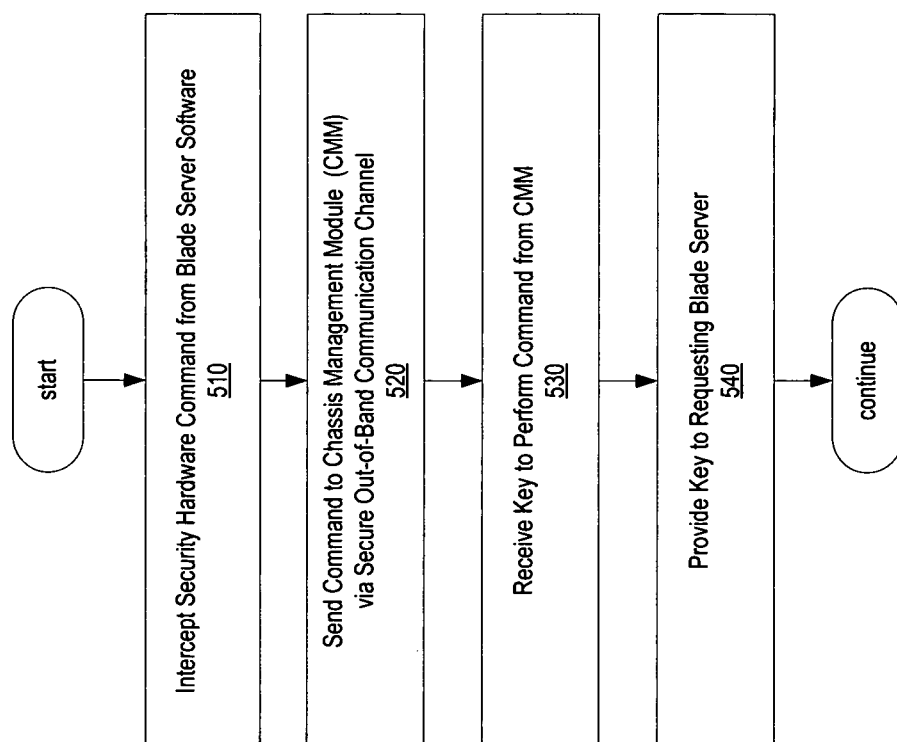 start
Intercept Security Hardware Command from Blade Server Software
510
Send Command to Chassis Management Module (CMM)
via Secure Out-of-Band Communication Channel
520
Receive Key to Perform Command from CMM
530
Provide Key to Requesting Blade Server
540
continue